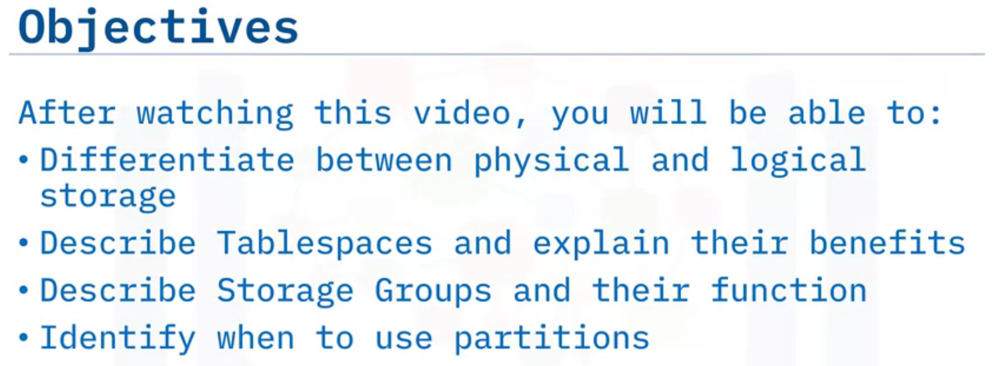 Objectives
After watching this video, you will be able to:
• Differentiate between physical and logical
storage
• Describe Tablespaces and explain their benefits
• Describe Storage Groups and their function
• Identify when to use partitions